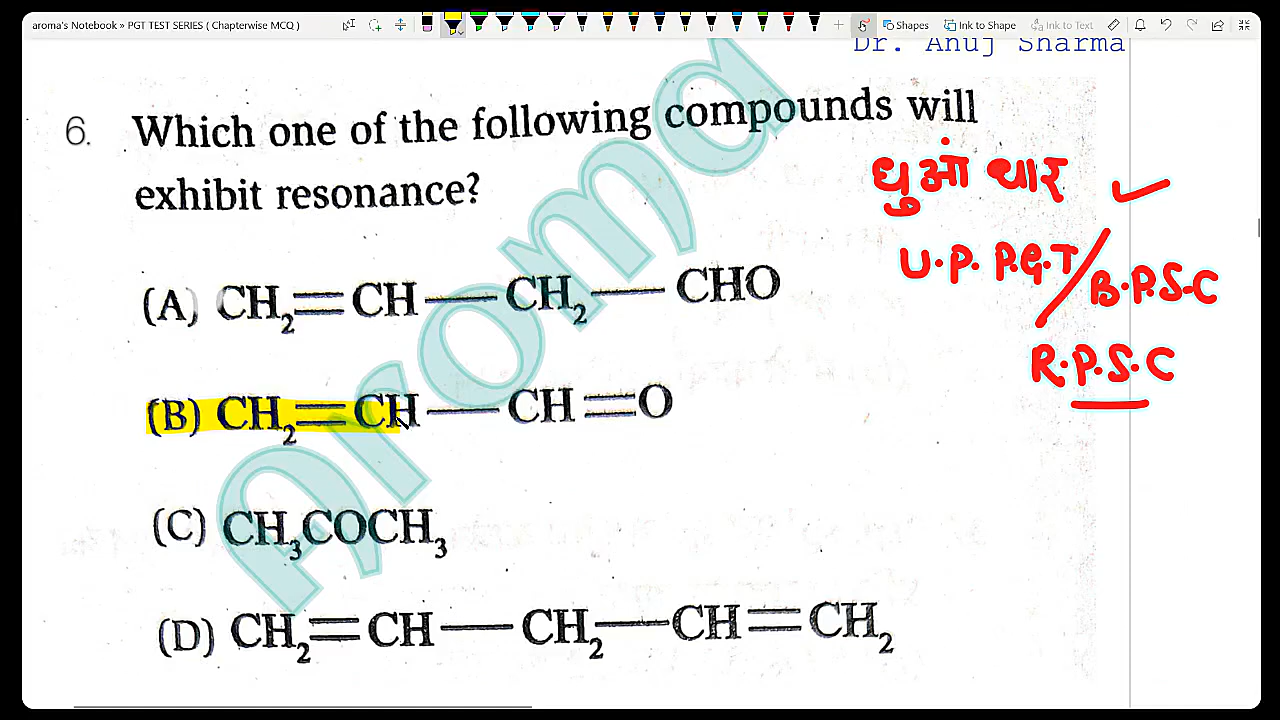 aroma's Notebook » PGT TEST SERIES ( Chapterwise MCQ )
Shapes
Ink to Shape
Ink to Text
Dr. Anuj Sharma
6. Which one of the following compounds will
exhibit resonance?
धुआं धार
U.P. P.G.T/B.P.S.C
R.P.S.C
(A) CH₂=CH—CH₂—CHO
(B) CH₂=CH—CH=O
(C) CH₃COCH₃
(D) CH₂=CH—CH₂—CH=CH₂
Aroma